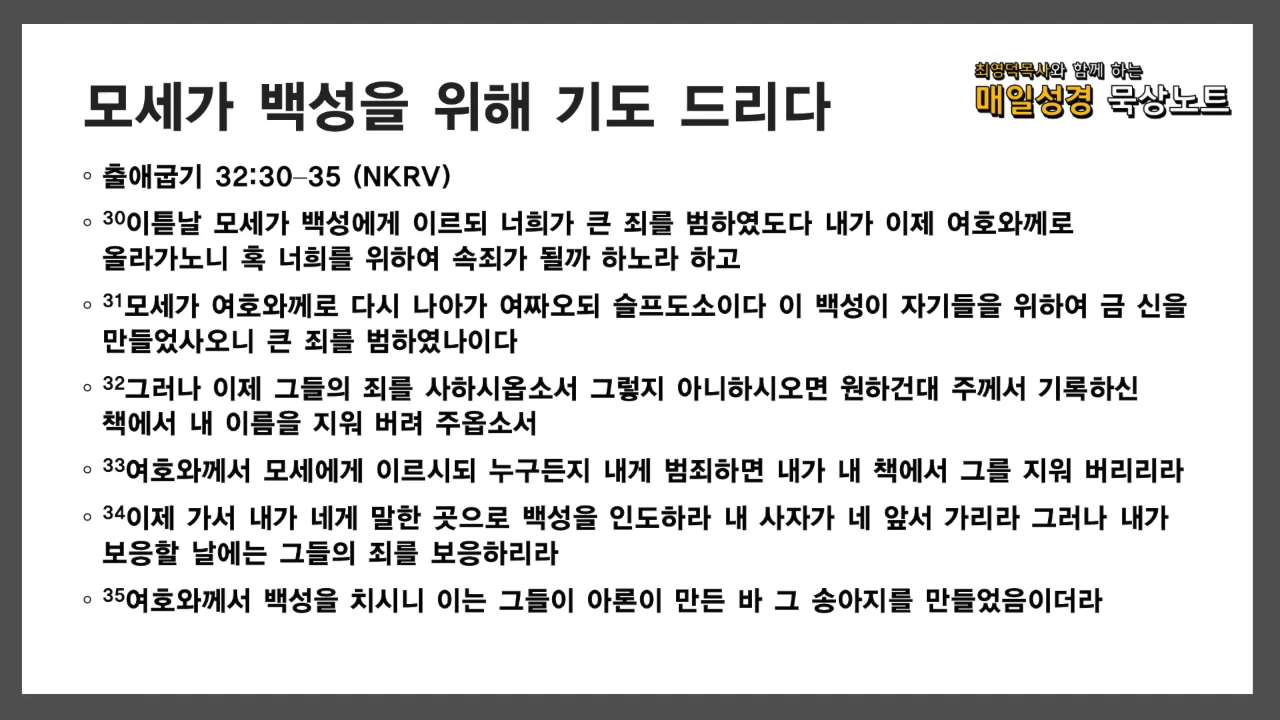 최영덕목사와 함께 하는
매일성경 묵상노트
모세가 백성을 위해 기도 드리다
◦ 출애굽기 32:30–35 (NKRV)
◦ 30이튿날 모세가 백성에게 이르되 너희가 큰 죄를 범하였도다 내가 이제 여호와께로
올라가노니 혹 너희를 위하여 속죄가 될까 하노라 하고
◦ 31모세가 여호와께로 다시 나아가 여짜오되 슬프도소이다 이 백성이 자기들을 위하여 금 신을
만들었사오니 큰 죄를 범하였나이다
◦ 32그러나 이제 그들의 죄를 사하시옵소서 그렇지 아니하시오면 원하건대 주께서 기록하신
책에서 내 이름을 지워 버려 주옵소서
◦ 33여호와께서 모세에게 이르시되 누구든지 내게 범죄하면 내가 내 책에서 그를 지워 버리리라
◦ 34이제 가서 내가 네게 말한 곳으로 백성을 인도하라 내 사자가 네 앞서 가리라 그러나 내가
보응할 날에는 그들의 죄를 보응하리라
◦ 35여호와께서 백성을 치시니 이는 그들이 아론이 만든 바 그 송아지를 만들었음이더라